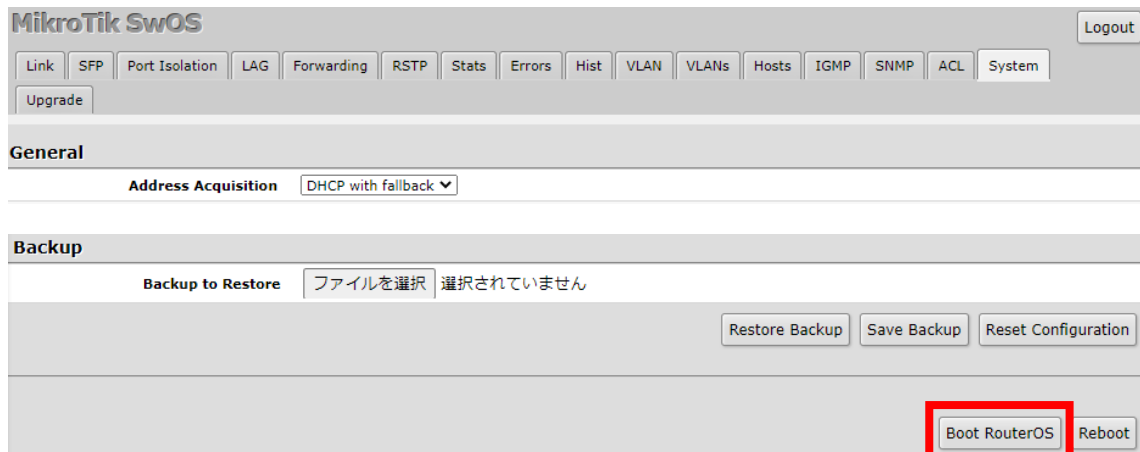 MikroTik SwOS
Logout
Link SFP Port Isolation LAG Forwarding RSTP Stats Errors Hist VLAN VLANs Hosts IGMP SNMP ACL System
Upgrade
General
Address Acquisition DHCP with fallback
Backup
Backup to Restore ファイルを選択 選択されていません
Restore Backup Save Backup Reset Configuration
Boot RouterOS Reboot